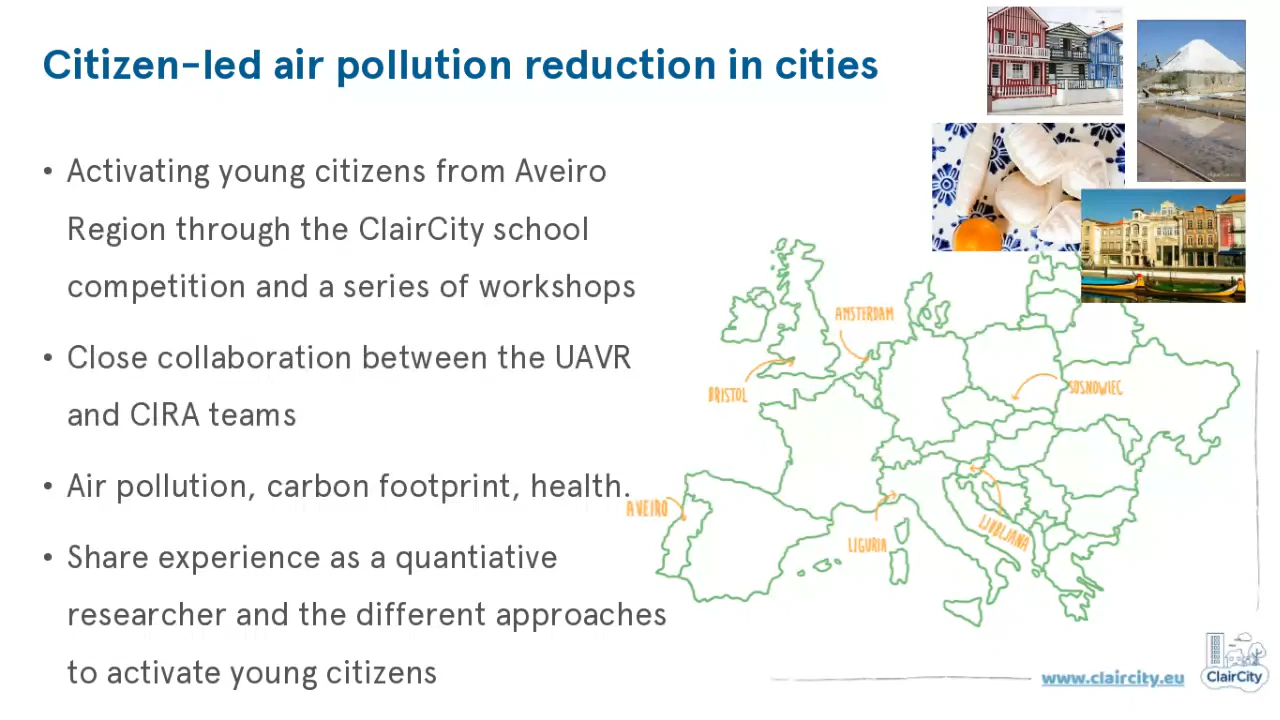 Citizen-led air pollution reduction in cities
• Activating young citizens from Aveiro
Region through the ClairCity school
competition and a series of workshops
• Close collaboration between the UAVR
and CIRA teams
• Air pollution, carbon footprint, health.
• Share experience as a quantiative
researcher and the different approaches
to activate young citizens
AMSTERDAM
BRISTOL
SOSNOWIEC
AVEIRO
LIGURIA
LJUBLJANA
www.claircity.eu
ClairCity